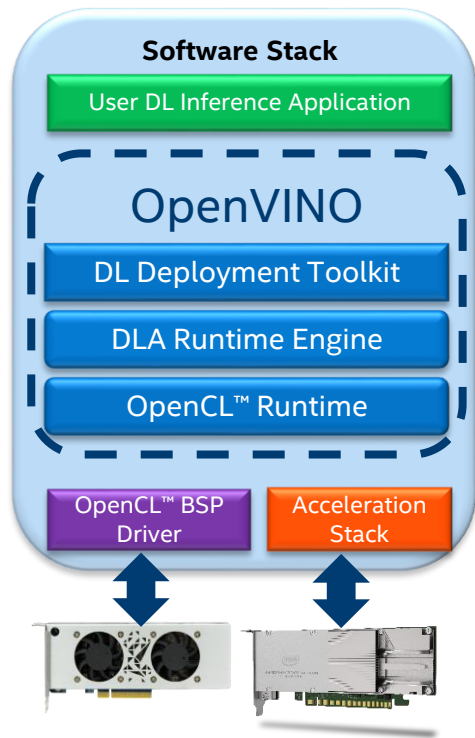 Software Stack
User DL Inference Application
OpenVINO
DL Deployment Toolkit
DLA Runtime Engine
OpenCL™ Runtime
OpenCL™ BSP
Driver
Acceleration
Stack